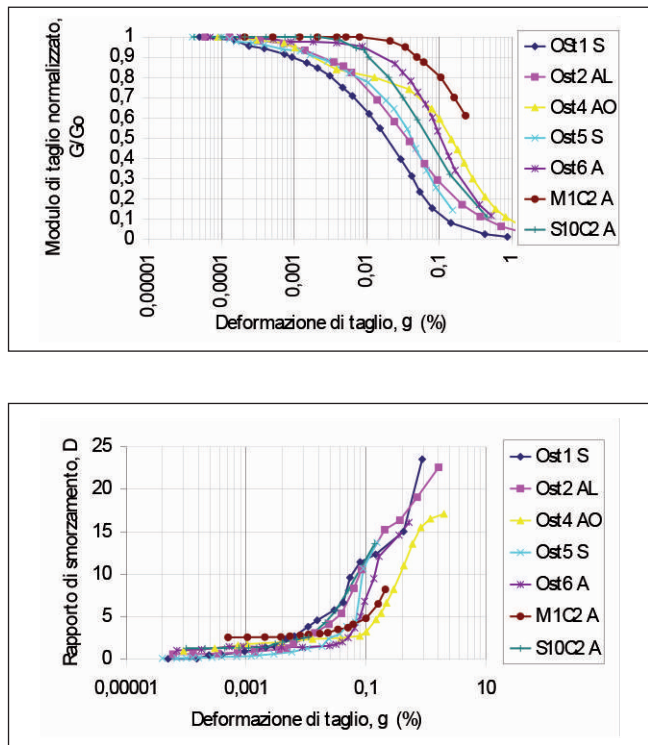 Modulo di taglio normalizzato,
G/Go
1
0,9
0,8
0,7
0,6
0,5
0,4
0,3
0,2
0,1
0
0,00001
0,0001
0,001
0,01
0,1
1
Deformazione di taglio, g (%)
OSt1 S
Ost2 AL
Ost4 AO
Ost5 S
Ost6 A
M1C2 A
S10C2 A
Rapporto di smorzamento, D
25
20
15
10
5
0
0,00001
0,001
0,1
10
Deformazione di taglio, g (%)
Ost1 S
Ost2 AL
Ost4 AO
Ost5 S
Ost6 A
M1C2 A
S10C2 A